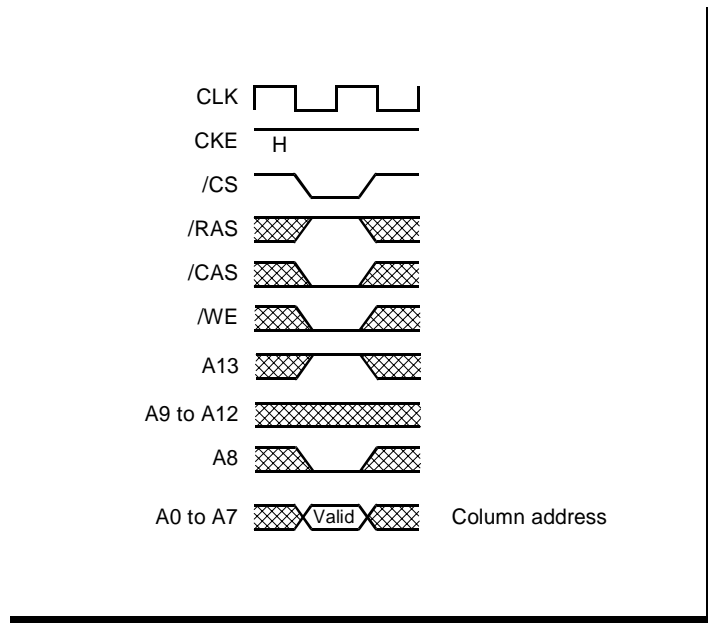 CLK
CKE H
/CS
/RAS
/CAS
/WE
A13
A9 to A12
A8
A0 to A7 Valid Column address